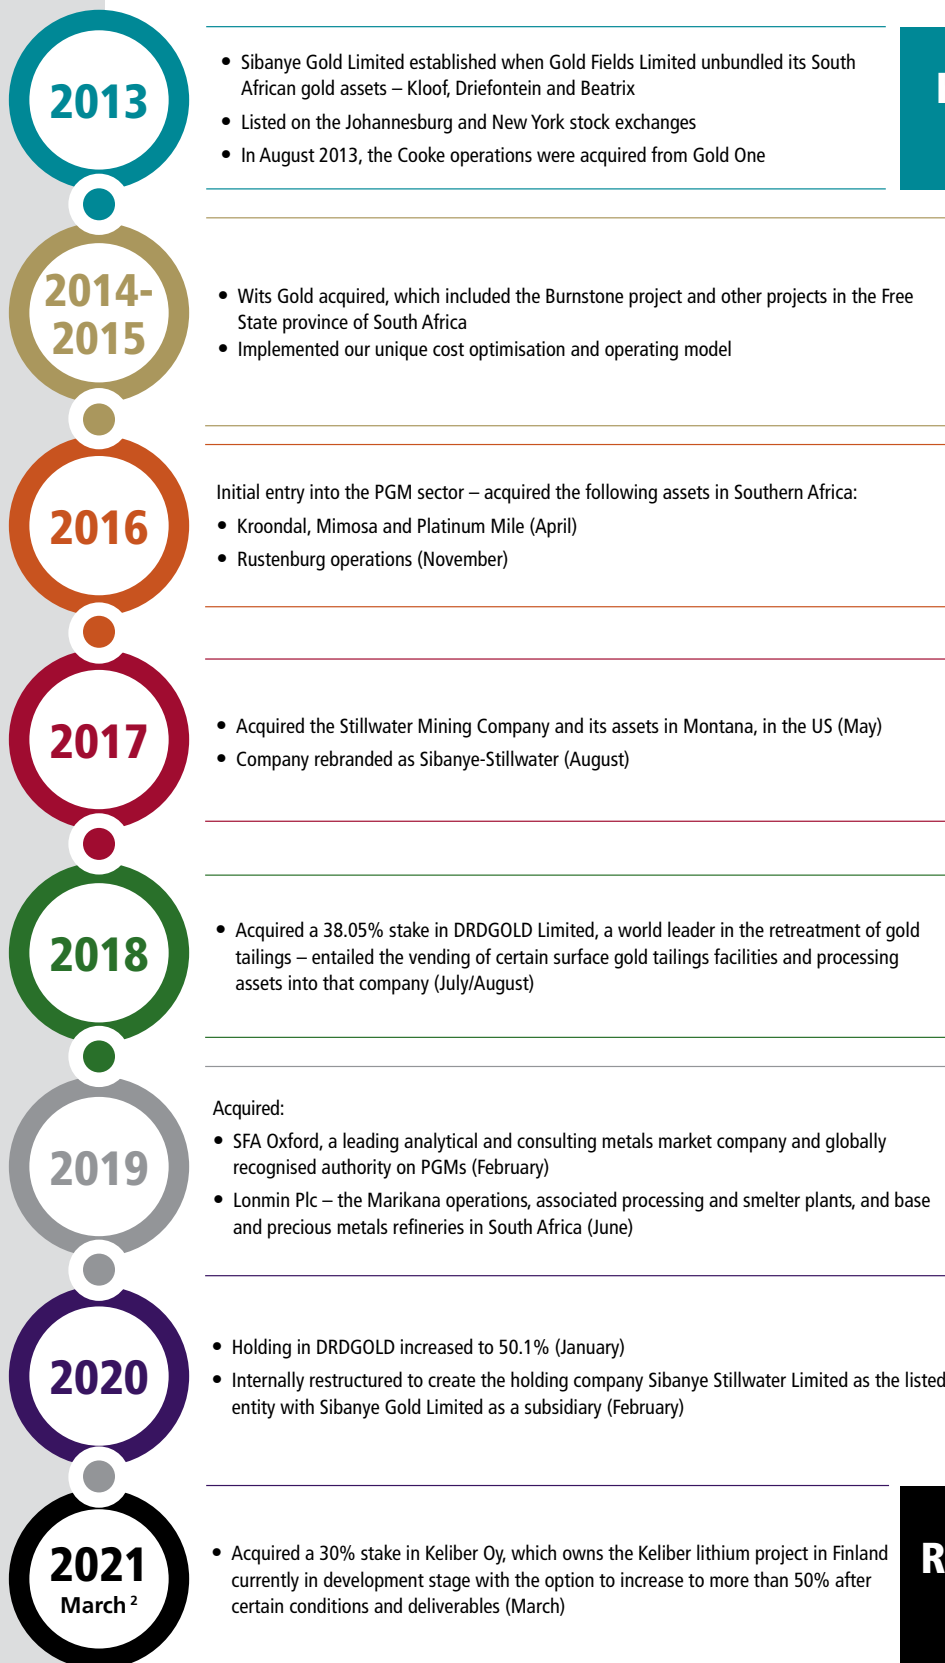 2013
• Sibanye Gold Limited established when Gold Fields Limited unbundled its South
African gold assets – Kloof, Driefontein and Beatrix
• Listed on the Johannesburg and New York stock exchanges
• In August 2013, the Cooke operations were acquired from Gold One
2014-
2015
• Wits Gold acquired, which included the Burnstone project and other projects in the Free
State province of South Africa
• Implemented our unique cost optimisation and operating model
2016
Initial entry into the PGM sector – acquired the following assets in Southern Africa:
• Kroondal, Mimosa and Platinum Mile (April)
• Rustenburg operations (November)
2017
• Acquired the Stillwater Mining Company and its assets in Montana, in the US (May)
• Company rebranded as Sibanye-Stillwater (August)
2018
• Acquired a 38.05% stake in DRDGOLD Limited, a world leader in the retreatment of gold
tailings – entailed the vending of certain surface gold tailings facilities and processing
assets into that company (July/August)
2019
Acquired:
• SFA Oxford, a leading analytical and consulting metals market company and globally
recognised authority on PGMs (February)
• Lonmin Plc – the Marikana operations, associated processing and smelter plants, and base
and precious metals refineries in South Africa (June)
2020
• Holding in DRDGOLD increased to 50.1% (January)
• Internally restructured to create the holding company Sibanye Stillwater Limited as the listed
entity with Sibanye Gold Limited as a subsidiary (February)
2021
March ²
• Acquired a 30% stake in Keliber Oy, which owns the Keliber lithium project in Finland
currently in development stage with the option to increase to more than 50% after
certain conditions and deliverables (March)
R